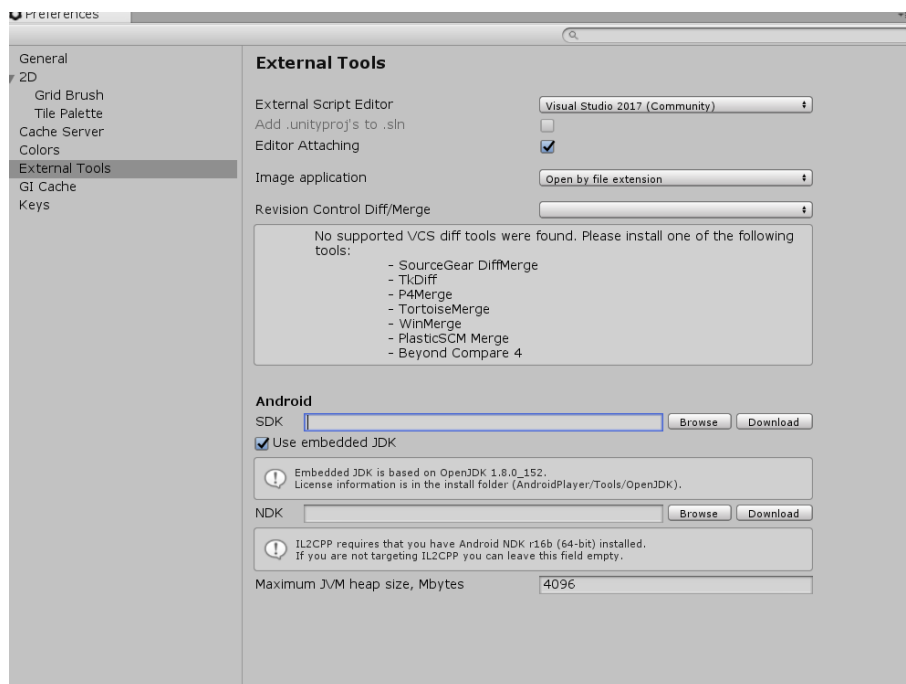 Preferences
General
2D
Grid Brush
Tile Palette
Cache Server
Colors
External Tools
GI Cache
Keys
External Tools
External Script Editor
Visual Studio 2017 (Community)
Add .unityproj's to .sln
Editor Attaching
Image application
Open by file extension
Revision Control Diff/Merge
No supported VCS diff tools were found. Please install one of the following
tools:
- SourceGear DiffMerge
- TkDiff
- P4Merge
- TortoiseMerge
- WinMerge
- PlasticSCM Merge
- Beyond Compare 4
Android
SDK
Browse
Download
Use embedded JDK
Embedded JDK is based on OpenJDK 1.8.0_152.
License information is in the install folder (AndroidPlayer/Tools/OpenJDK).
NDK
Browse
Download
IL2CPP requires that you have Android NDK r16b (64-bit) installed.
If you are not targeting IL2CPP you can leave this field empty.
Maximum JVM heap size, Mbytes
4096